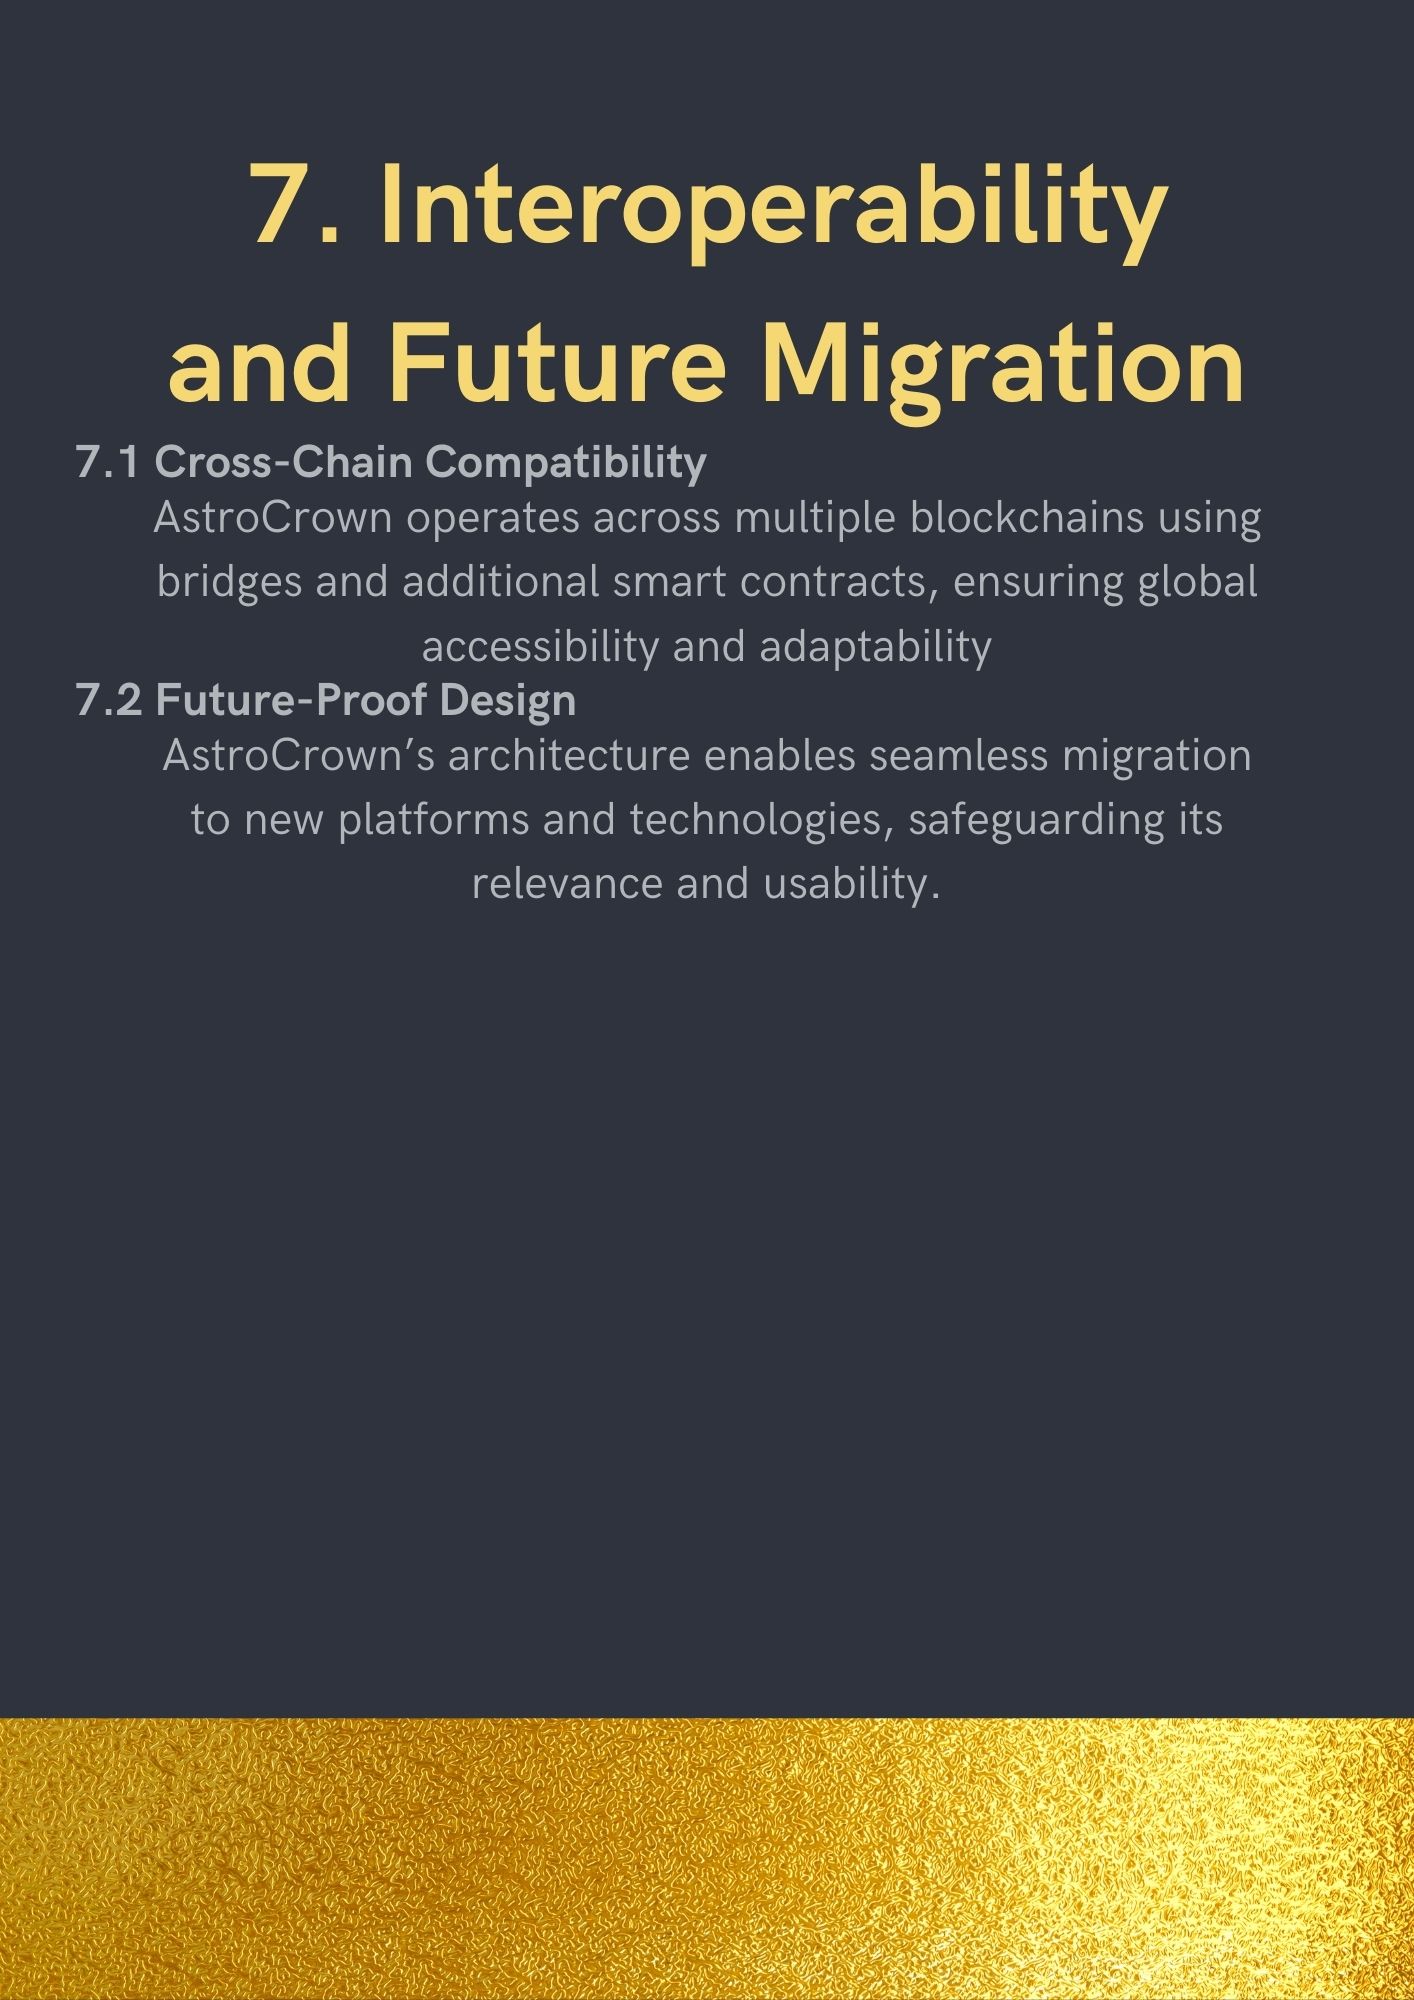 7. Interoperability
and Future Migration
7.1 Cross-Chain Compatibility
AstroCrown operates across multiple blockchains using
bridges and additional smart contracts, ensuring global
accessibility and adaptability
7.2 Future-Proof Design
AstroCrown’s architecture enables seamless migration
to new platforms and technologies, safeguarding its
relevance and usability.